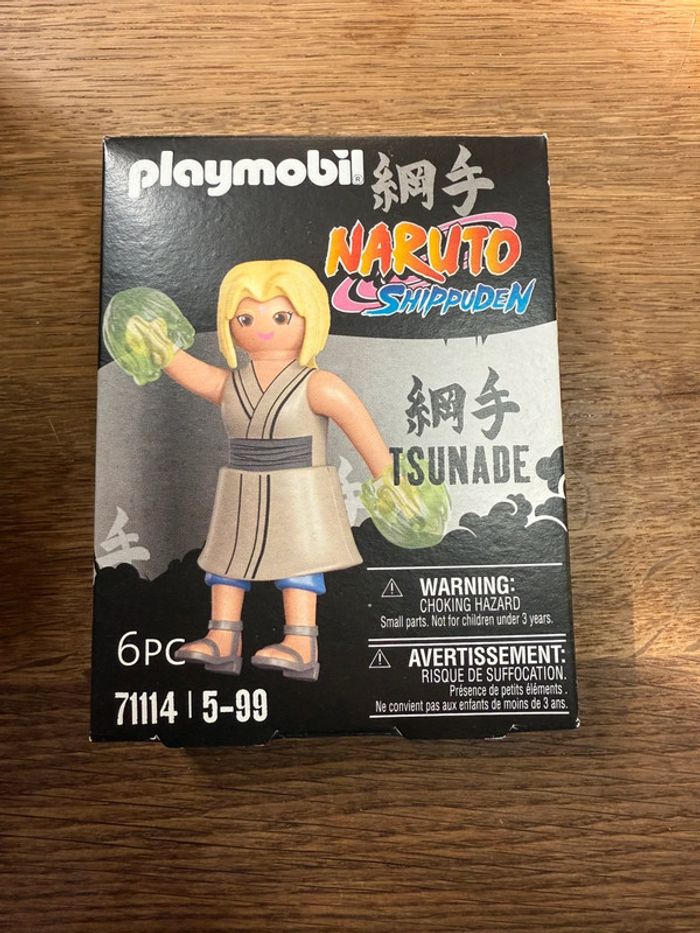 playmobil®
綱手
NARUTO
SHIPPUDEN
綱手
TSUNADE
手
手
WARNING:
CHOKING HAZARD
Small parts. Not for children under 3 years.
AVERTISSEMENT:
RISQUE DE SUFFOCATION.
Présence de petits éléments.
Ne convient pas aux enfants de moins de 3 ans.
6PC
71114 | 5-99